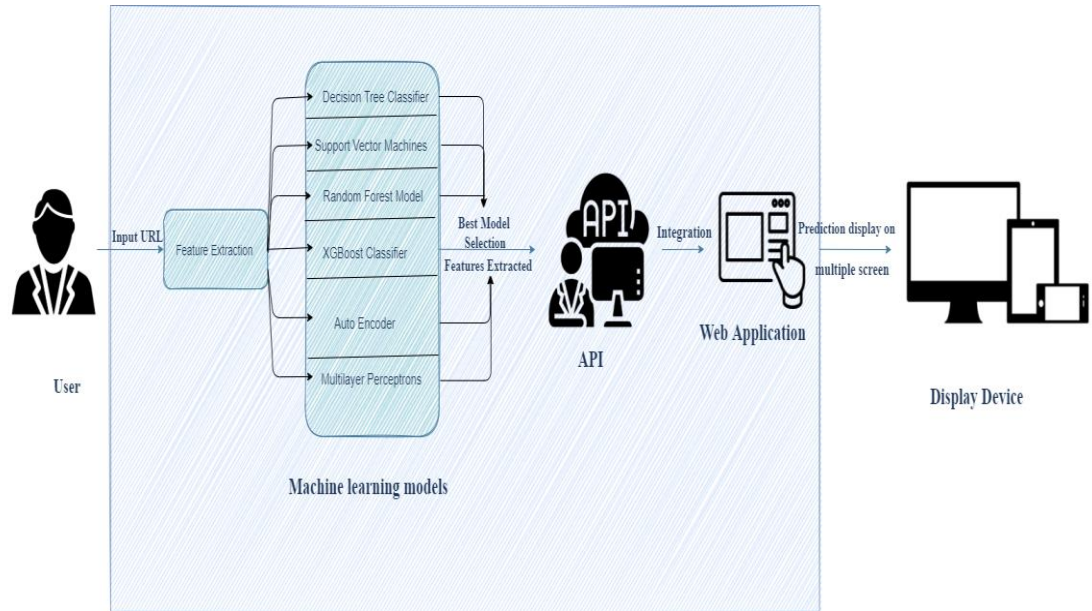 User
Input URL
Feature Extraction
Decision Tree Classifier
Support Vector Machines
Random Forest Model
XGBoost Classifier
Auto Encoder
Multilayer Perceptrons
Machine learning models
Best Model
Selection
Features Extracted
API
API
Integration
Web Application
Prediction display on
multiple screen
Display Device